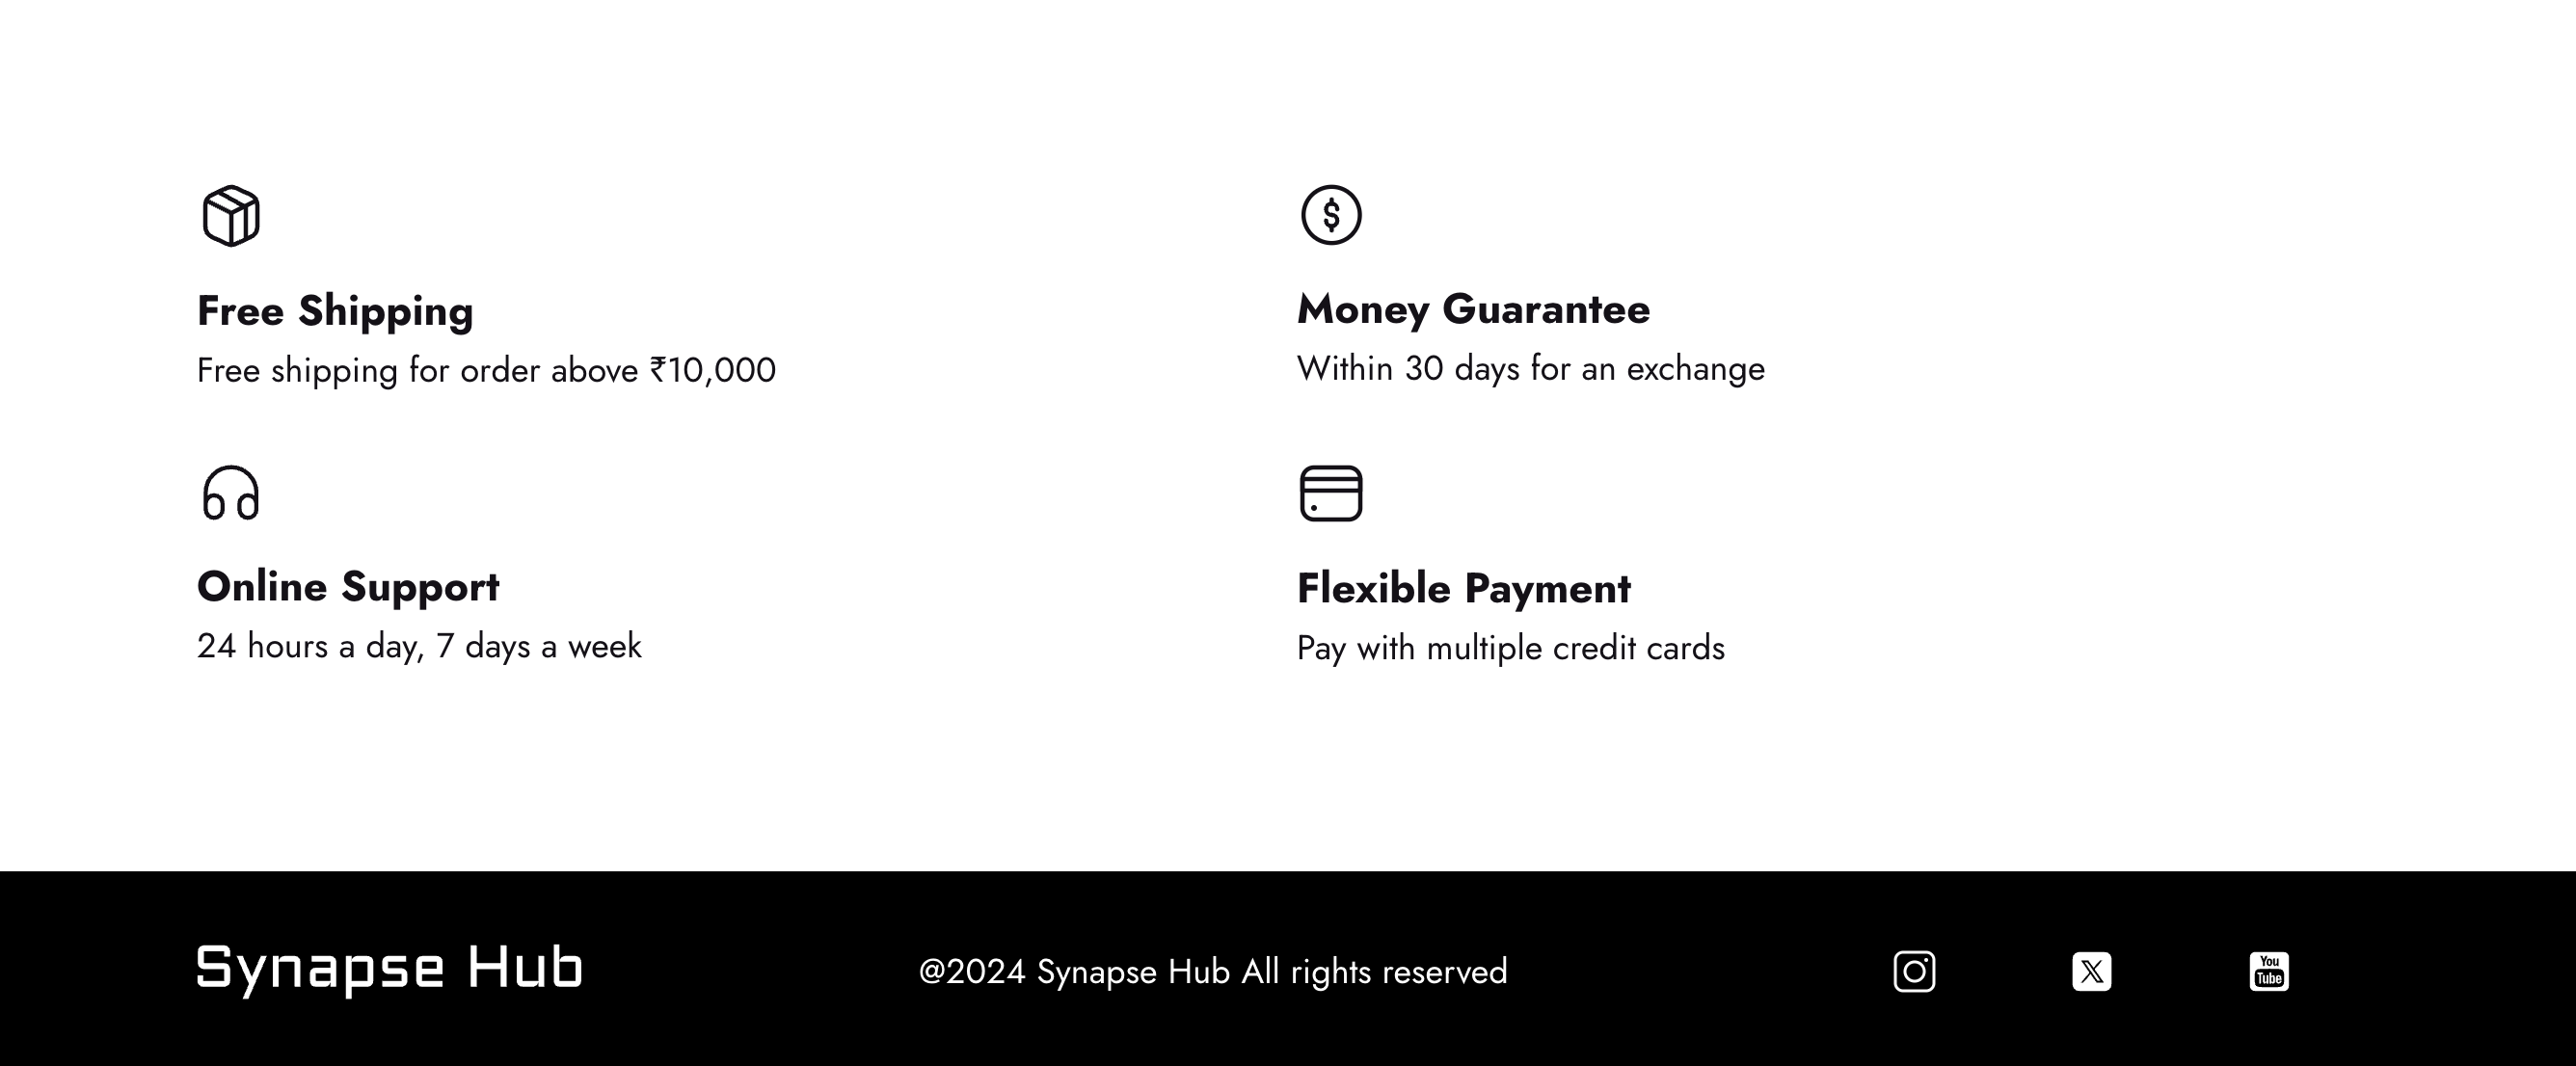 Free Shipping
Free shipping for order above ₹10,000
Money Guarantee
Within 30 days for an exchange
Online Support
24 hours a day, 7 days a week
Flexible Payment
Pay with multiple credit cards
Synapse Hub
@2024 Synapse Hub All rights reserved
X
You
Tube